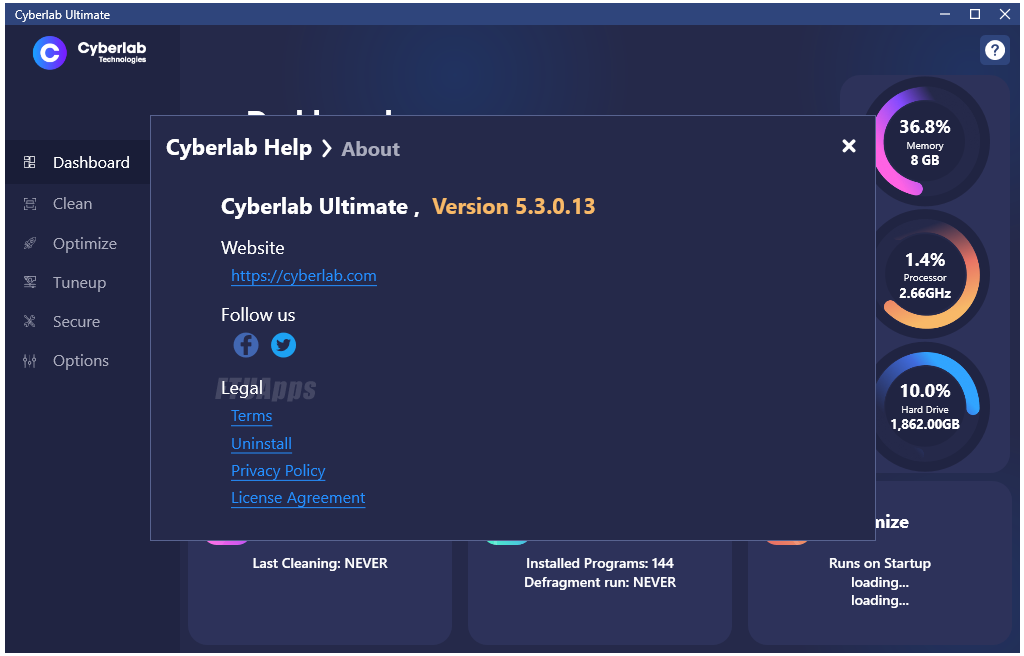 Cyberlab Ultimate
Cyberlab
Technologies
?
Dashboard
Clean
Optimize
Tuneup
Secure
Options
Cyberlab Help > About
Cyberlab Ultimate , Version 5.3.0.13
Website
https://cyberlab.com
Follow us
Legal
Terms
Uninstall
Privacy Policy
License Agreement
36.8%
Memory
8 GB
1.4%
Processor
2.66GHz
10.0%
Hard Drive
1,862.00GB
Last Cleaning: NEVER
Installed Programs: 144
Defragment run: NEVER
mize
Runs on Startup
loading...
loading...